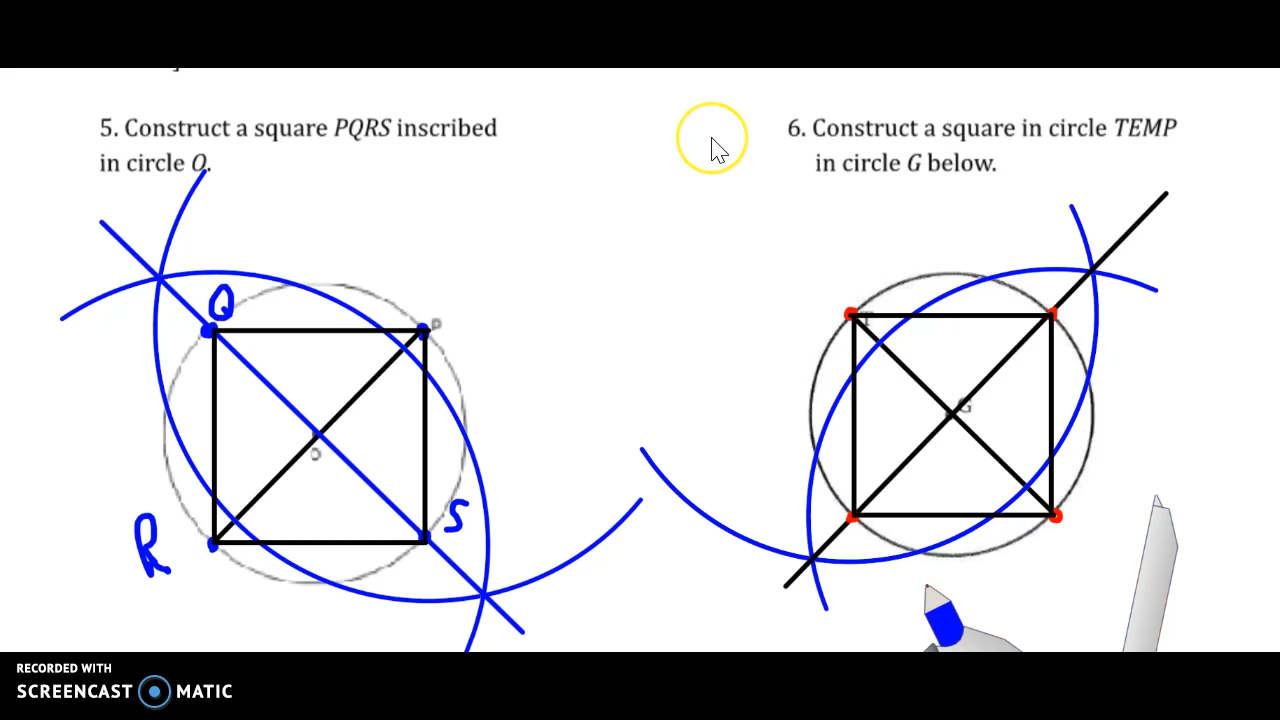 5. Construct a square PQRS inscribed
in circle O.
6. Construct a square in circle TEMP
in circle G below.
Q
P
T
G
O
S
R
RECORDED WITH
SCREENCAST MATIC